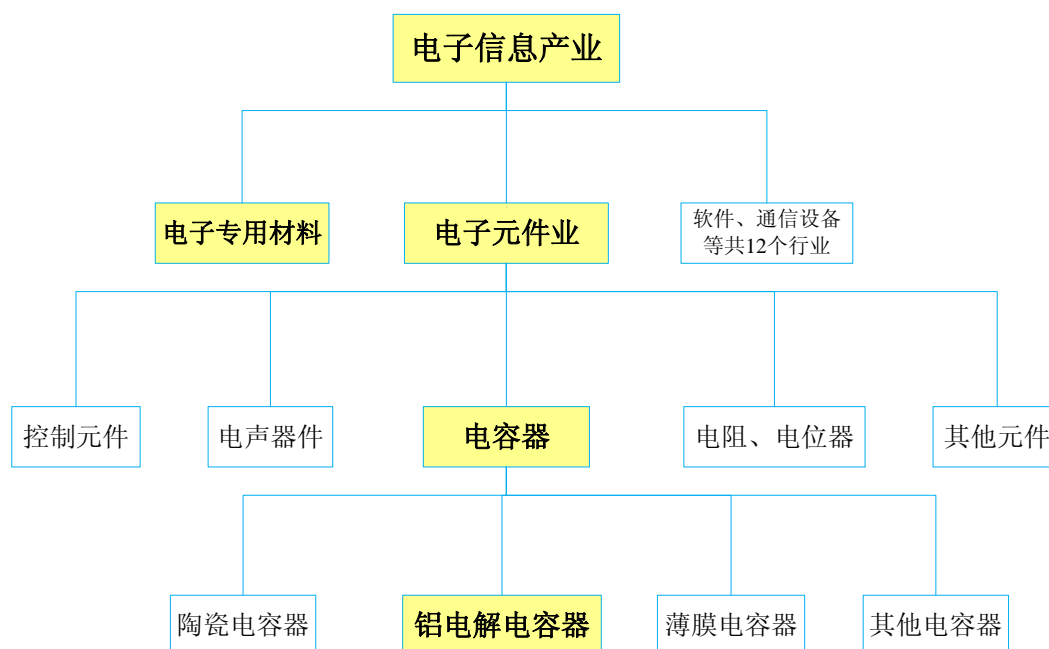 电子信息产业
电子专用材料
电子元件业
软件、通信设备
等共12个行业
控制元件
电声器件
电容器
电阻、电位器
其他元件
陶瓷电容器
铝电解电容器
薄膜电容器
其他电容器